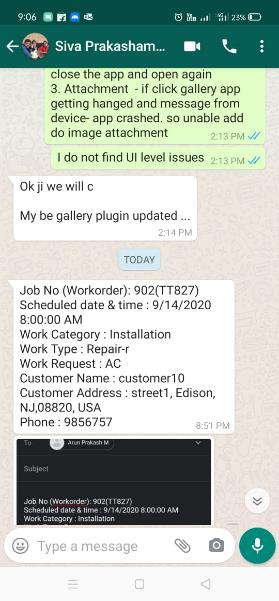 9:06
23%
Siva Prakasham...
close the app and open again
3. Attachment - if click gallery app
getting hanged and message from
device- app crashed. so unable add
do image attachment
2:13 PM
I do not find UI level issues
2:13 PM
Ok ji we will c
My be gallery plugin updated ...
2:14 PM
TODAY
Job No (Workorder): 902(TT827)
Scheduled date & time : 9/14/2020
8:00:00 AM
Work Category : Installation
Work Type : Repair-r
Work Request : AC
Customer Name : customer10
Customer Address : street1, Edison,
NJ,08820, USA
Phone : 9856757
8:51 PM
To
Arun Prakash M
Subject
Job No (Workorder): 902(TT827)
Scheduled date & time : 9/14/2020 8:00:00 AM
Work Category : Installation
Type a message